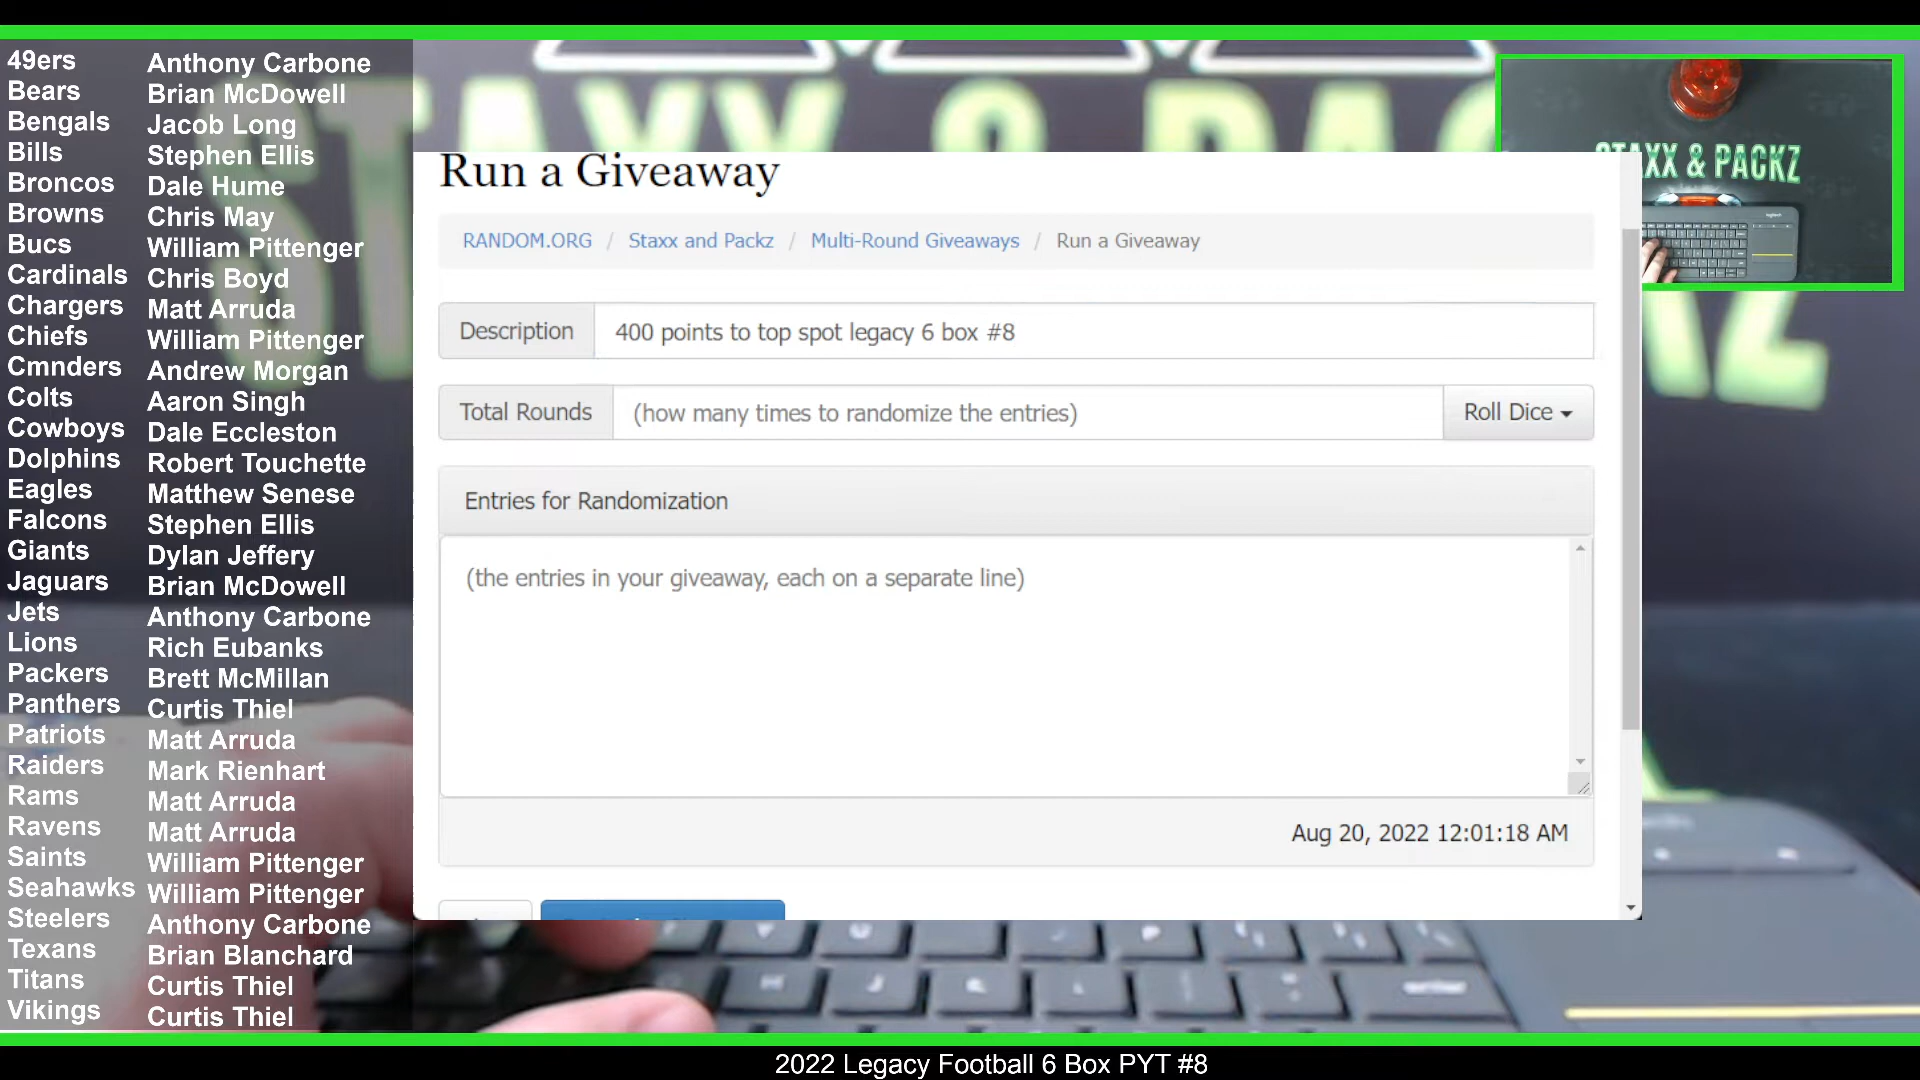 49ers Anthony Carbone
Bears Brian McDowell
Bengals Jacob Long
Bills Stephen Ellis
Broncos Dale Hume
Browns Chris May
Bucs William Pittenger
Cardinals Chris Boyd
Chargers Matt Arruda
Chiefs William Pittenger
Cmnders Andrew Morgan
Colts Aaron Singh
Cowboys Dale Eccleston
Dolphins Robert Touchette
Eagles Matthew Senese
Falcons Stephen Ellis
Giants Dylan Jeffery
Jaguars Brian McDowell
Jets Anthony Carbone
Lions Rich Eubanks
Packers Brett McMillan
Panthers Curtis Thiel
Patriots Matt Arruda
Raiders Mark Rienhart
Rams Matt Arruda
Ravens Matt Arruda
Saints William Pittenger
Seahawks William Pittenger
Steelers Anthony Carbone
Texans Brian Blanchard
Titans Curtis Thiel
Vikings Curtis Thiel
Run a Giveaway
RANDOM.ORG / Staxx and Packz / Multi-Round Giveaways / Run a Giveaway
Description 400 points to top spot legacy 6 box #8
Total Rounds (how many times to randomize the entries) Roll Dice
Entries for Randomization
(the entries in your giveaway, each on a separate line)
Aug 20, 2022 12:01:18 AM
STAXX & PACKZ
2022 Legacy Football 6 Box PYT #8